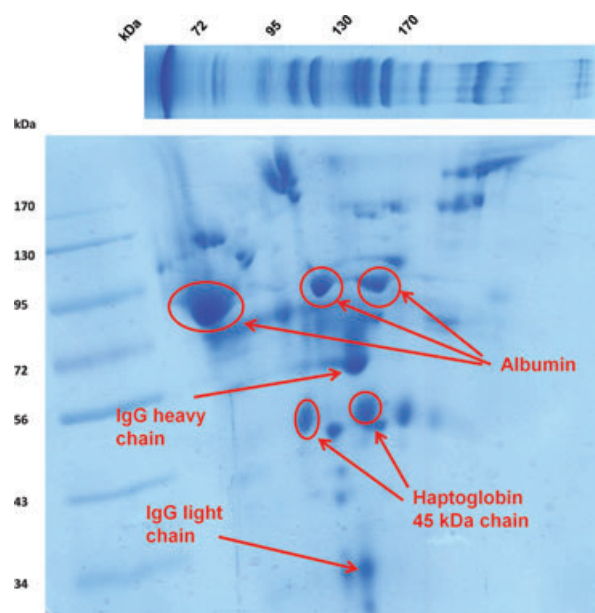 kDa 72 95 130 170
kDa
170
130
95
72
56
43
34
Albumin
IgG heavy
chain
Haptoglobin
45 kDa chain
IgG light
chain